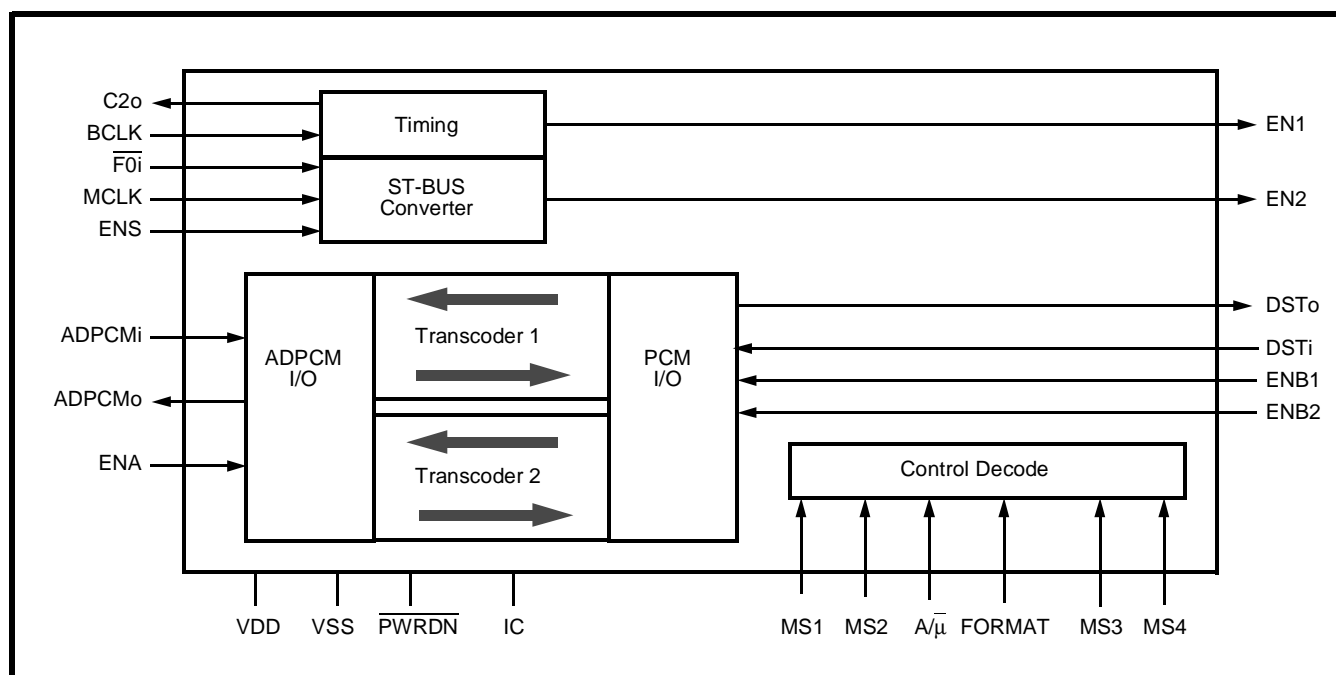 C2o
BCLK
F0i
MCLK
ENS
Timing
ST-BUS
Converter
EN1
EN2
ADPCMi
ADPCMo
ENA
ADPCM
I/O
Transcoder 1
Transcoder 2
PCM
I/O
DSTo
DSTi
ENB1
ENB2
Control Decode
VDD
VSS
PWRDN
IC
MS1
MS2
A/μ
FORMAT
MS3
MS4